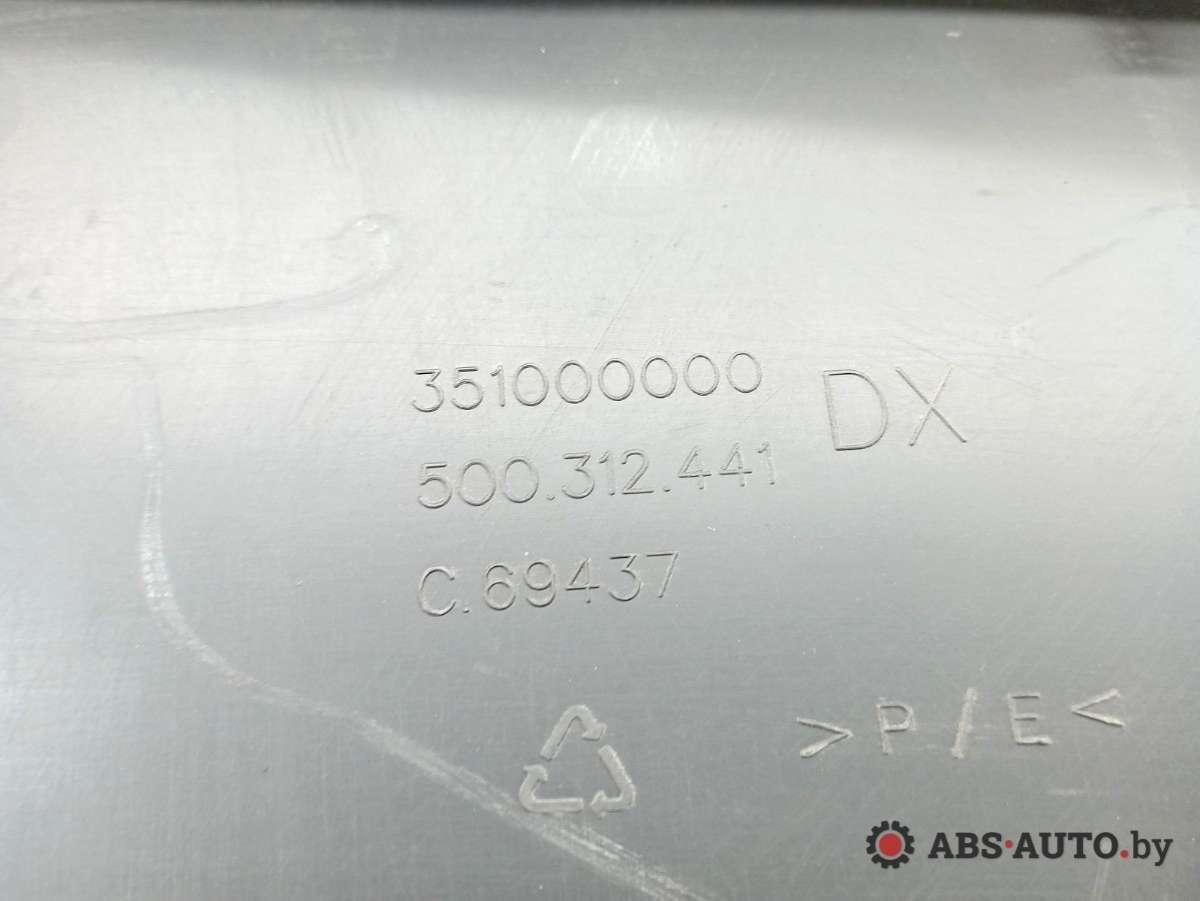 351000000
DX
500.312.441
C.69437
>P/E<
ABS·AUTO.by